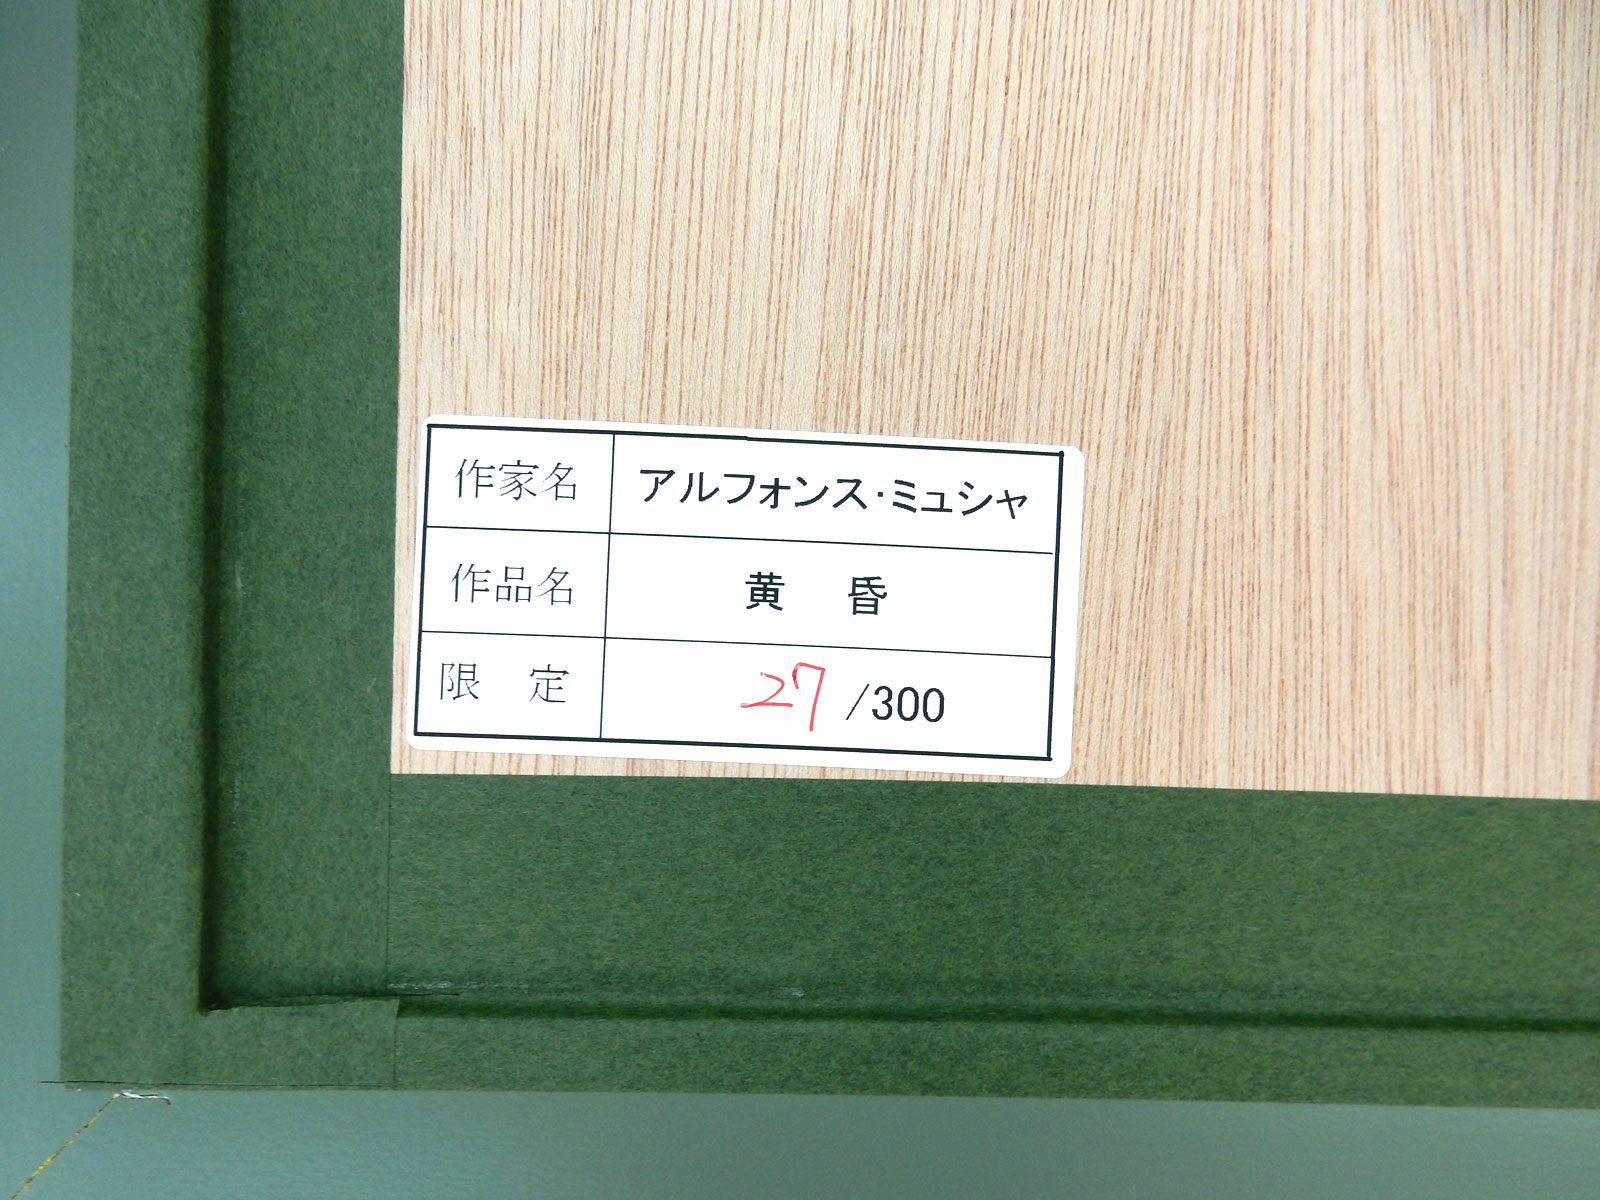 作家名 アルフォンス・ミュシャ
作品名 黄 昏
限 定 27 /300